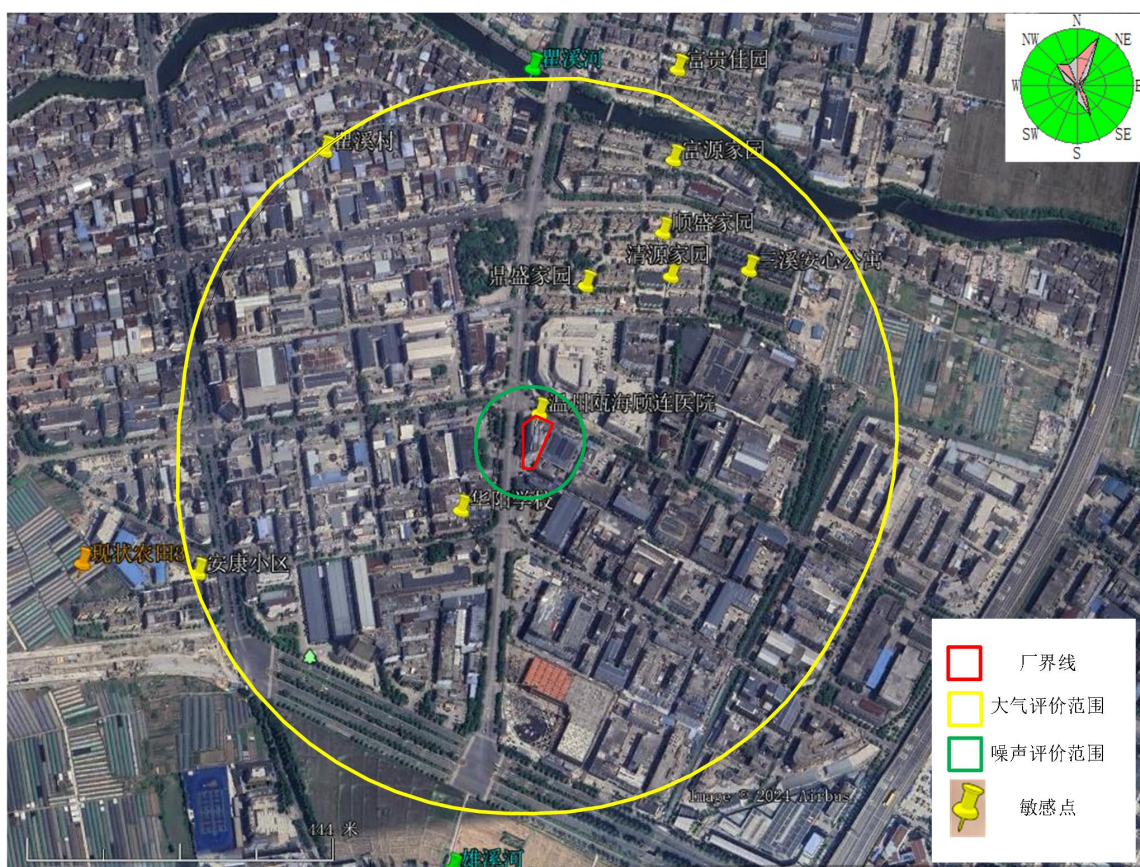 N
NW
NE
W
E
SW
SE
S
瞿溪河
富贵佳园
瞿溪村
富源家园
顺盛家园
清源家园
三溪安心公寓
鼎盛家园
温州瓯海颐连医院
华阳学校
现状农田3
安康小区
厂界线
大气评价范围
噪声评价范围
敏感点
Image © 2024 Airbus
444 米
雄溪河